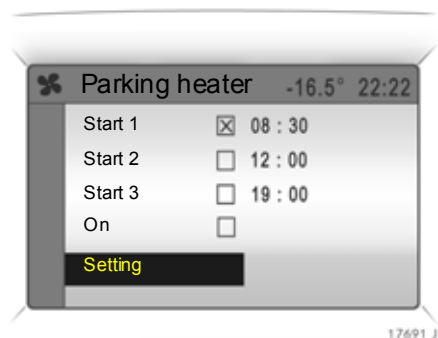 Parking heater -16.5° 22:22
Start 1 ☒ 08 : 30
Start 2 ☐ 12 : 00
Start 3 ☐ 19 : 00
On ☐
Setting
17691 J